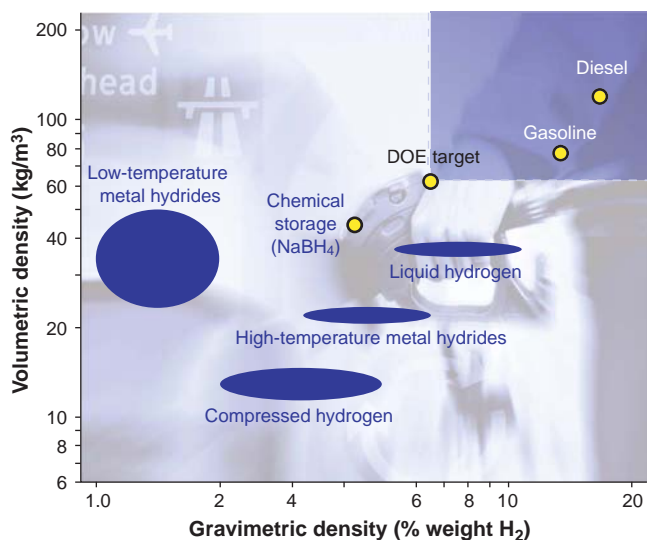 ow
head
200
100
80
60
40
20
10
8
6
Volumetric density (kg/m³)
Diesel
Gasoline
DOE target
Low-temperature
metal hydrides
Chemical
storage
(NaBH₄)
Liquid hydrogen
High-temperature metal hydrides
Compressed hydrogen
1.0
2
4
6
8
10
20
Gravimetric density (% weight H₂)